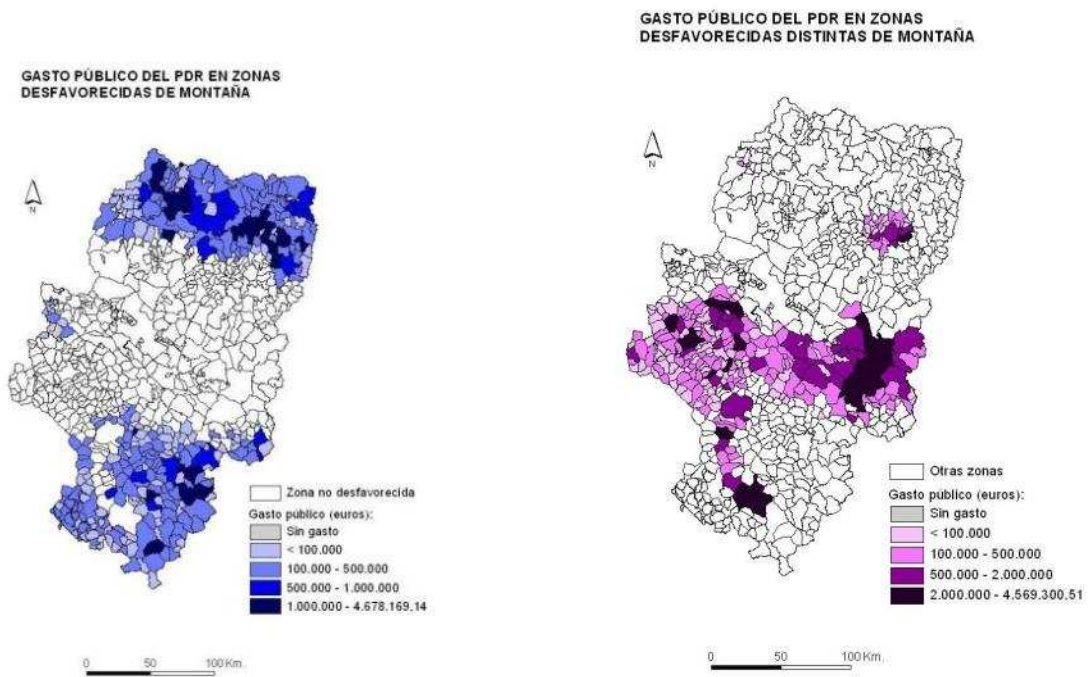 GASTO PÚBLICO DEL PDR EN ZONAS
DESFAVORECIDAS DE MONTAÑA
N
Zona no desfavorecida
Gasto público (euros):
Sin gasto
< 100.000
100.000 - 500.000
500.000 - 1.000.000
1.000.000 - 4.678.169,14
0 50 100 Km.
GASTO PÚBLICO DEL PDR EN ZONAS
DESFAVORECIDAS DISTINTAS DE MONTAÑA
N
Otras zonas
Gasto público (euros):
Sin gasto
< 100.000
100.000 - 500.000
500.000 - 2.000.000
2.000.000 - 4.569.300,51
0 50 100 Km.